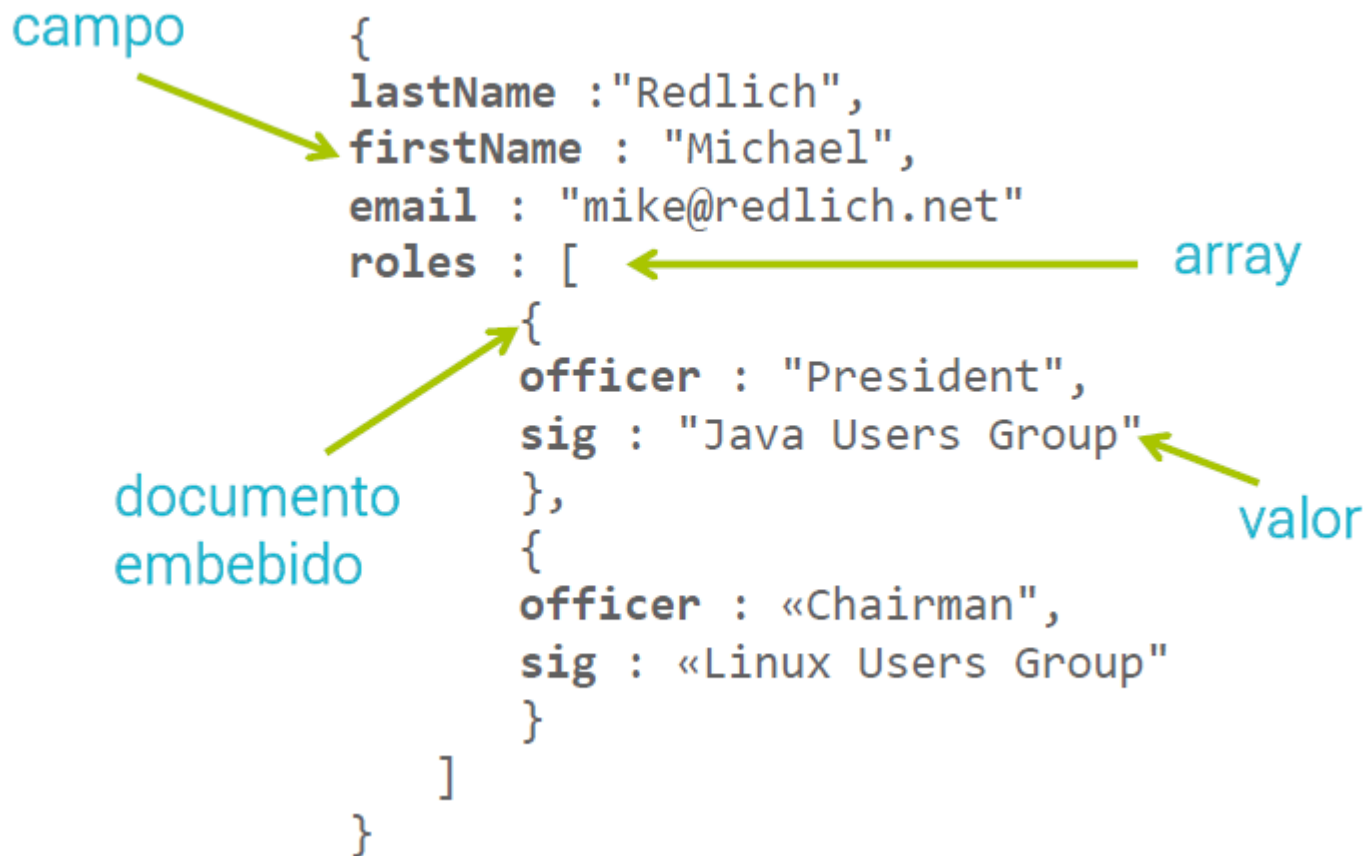 campo
{
lastName :"Redlich",
firstName : "Michael",
email : "mike@redlich.net"
roles : [
array
{
officer : "President",
sig : "Java Users Group"
},
documento
embebido
valor
{
officer : «Chairman",
sig : «Linux Users Group"
}
]
}